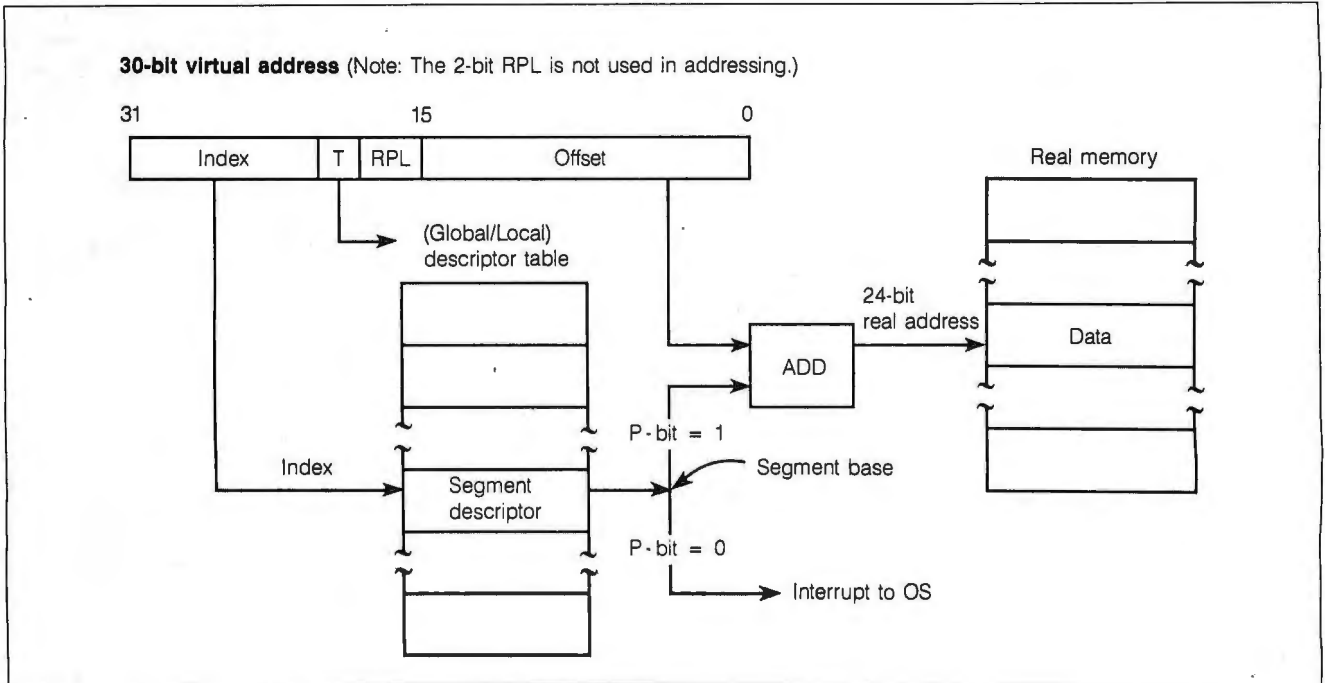 30-bit virtual address (Note: The 2-bit RPL is not used in addressing.)
31 15 0
Index T RPL Offset
Real memory
(Global/Local)
descriptor table
24-bit
real address
Data
ADD
P-bit = 1
Segment base
Index
Segment
descriptor
P-bit = 0
Interrupt to OS